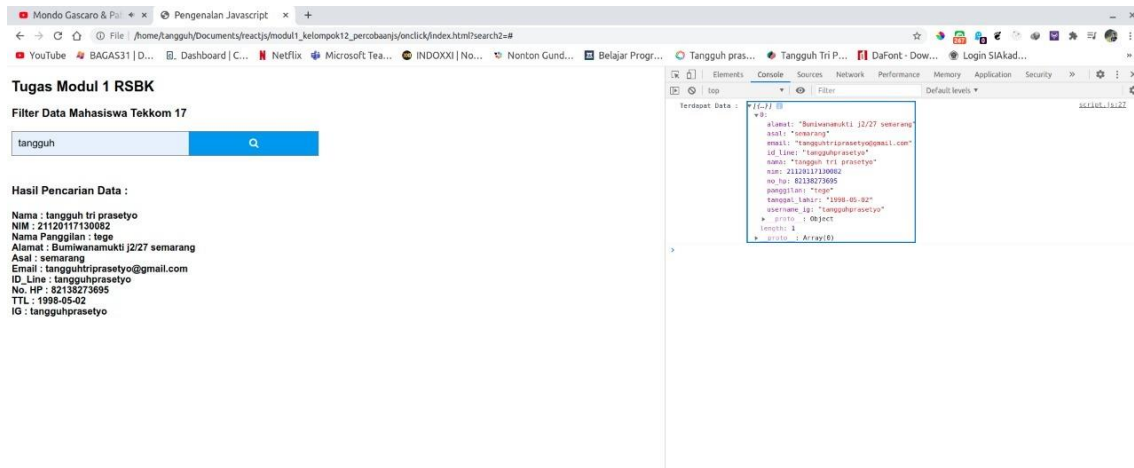 Mondo Gascaro & Pal
Pengenalan Javascript
File | /home/tangguh/Documents/reactjs/modul1_kelompok12_percobaanjs/onclick/index.html?search2=#
YouTube BAGAS31 | D... Dashboard | C... Netflix Microsoft Tea... INDOXXI | No... Nonton Gund... Belajar Progr... Tangguh pras... Tangguh Tri P... DaFont - Dow... Login SIAkad... »
Tugas Modul 1 RSBK
Filter Data Mahasiswa Tekkom 17
tangguh
Hasil Pencarian Data :
Nama : tangguh tri prasetyo
NIM : 21120117130082
Nama Panggilan : tege
Alamat : Bumiwanamukti j2/27 semarang
Asal : semarang
Email : tangguhtriprasetyo@gmail.com
ID_Line : tangguhprasetyo
No. HP : 82138273695
TTL : 1998-05-02
IG : tangguhprasetyo
Elements Console Sources Network Performance Memory Application Security »
top Filter Default levels ▼
Terdapat Data : ▼[{…}] script.js:27
▼0:
alamat: "Bumiwanamukti j2/27 semarang"
asal: "semarang"
email: "tangguhtriprasetyo@gmail.com"
id_line: "tangguhprasetyo"
nama: "tangguh tri prasetyo"
nim: 21120117130082
no_hp: 82138273695
panggilan: "tege"
tanggal_lahir: "1998-05-02"
username_ig: "tangguhprasetyo"
▶ __proto__: Object
length: 1
▶ __proto__: Array(0)